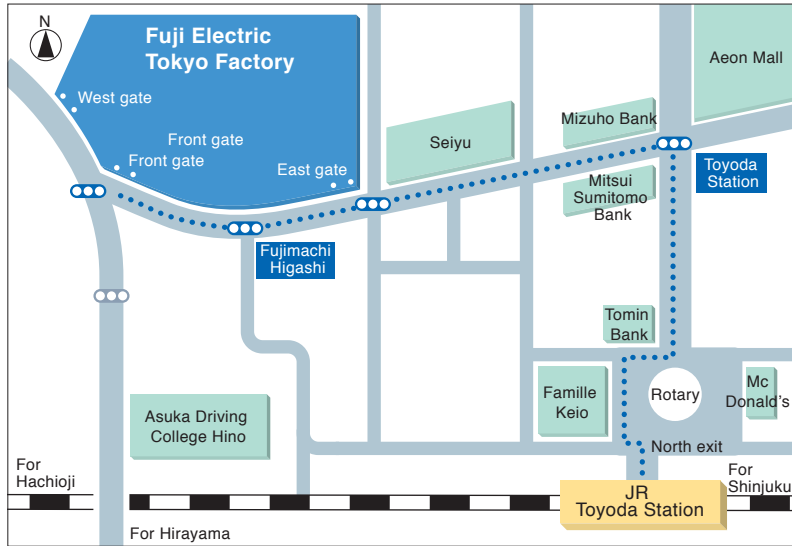 N
Fuji Electric
Tokyo Factory
West gate
Front gate
Front gate
East gate
Seiyu
Mizuho Bank
Aeon Mall
Mitsui
Sumitomo
Bank
Toyoda
Station
Fujimachi
Higashi
Tomin
Bank
Famille
Keio
Rotary
Mc
Donald's
Asuka Driving
College Hino
North exit
For
Hachioji
For
Shinjuku
JR
Toyoda Station
For Hirayama